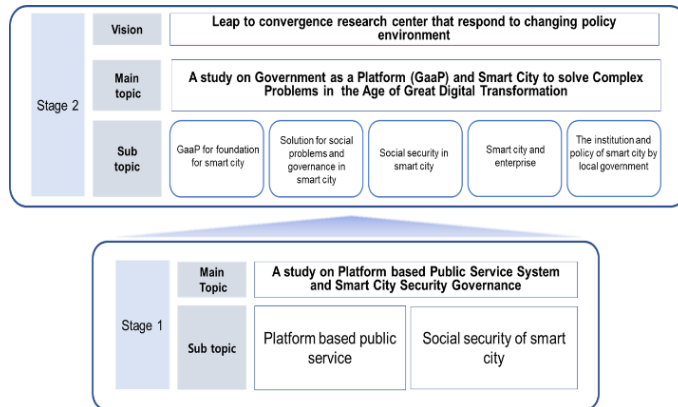 Stage 2
Vision
Leap to convergence research center that respond to changing policy
environment
Main
topic
A study on Government as a Platform (GaaP) and Smart City to solve Complex
Problems in the Age of Great Digital Transformation
Sub
topic
GaaP for foundation
for smart city
Solution for social
problems and
governance in
smart city
Social security in
smart city
Smart city and
enterprise
The institution and
policy of smart city by
local government
Stage 1
Main
Topic
A study on Platform based Public Service System
and Smart City Security Governance
Sub topic
Platform based public
service
Social security of smart
city